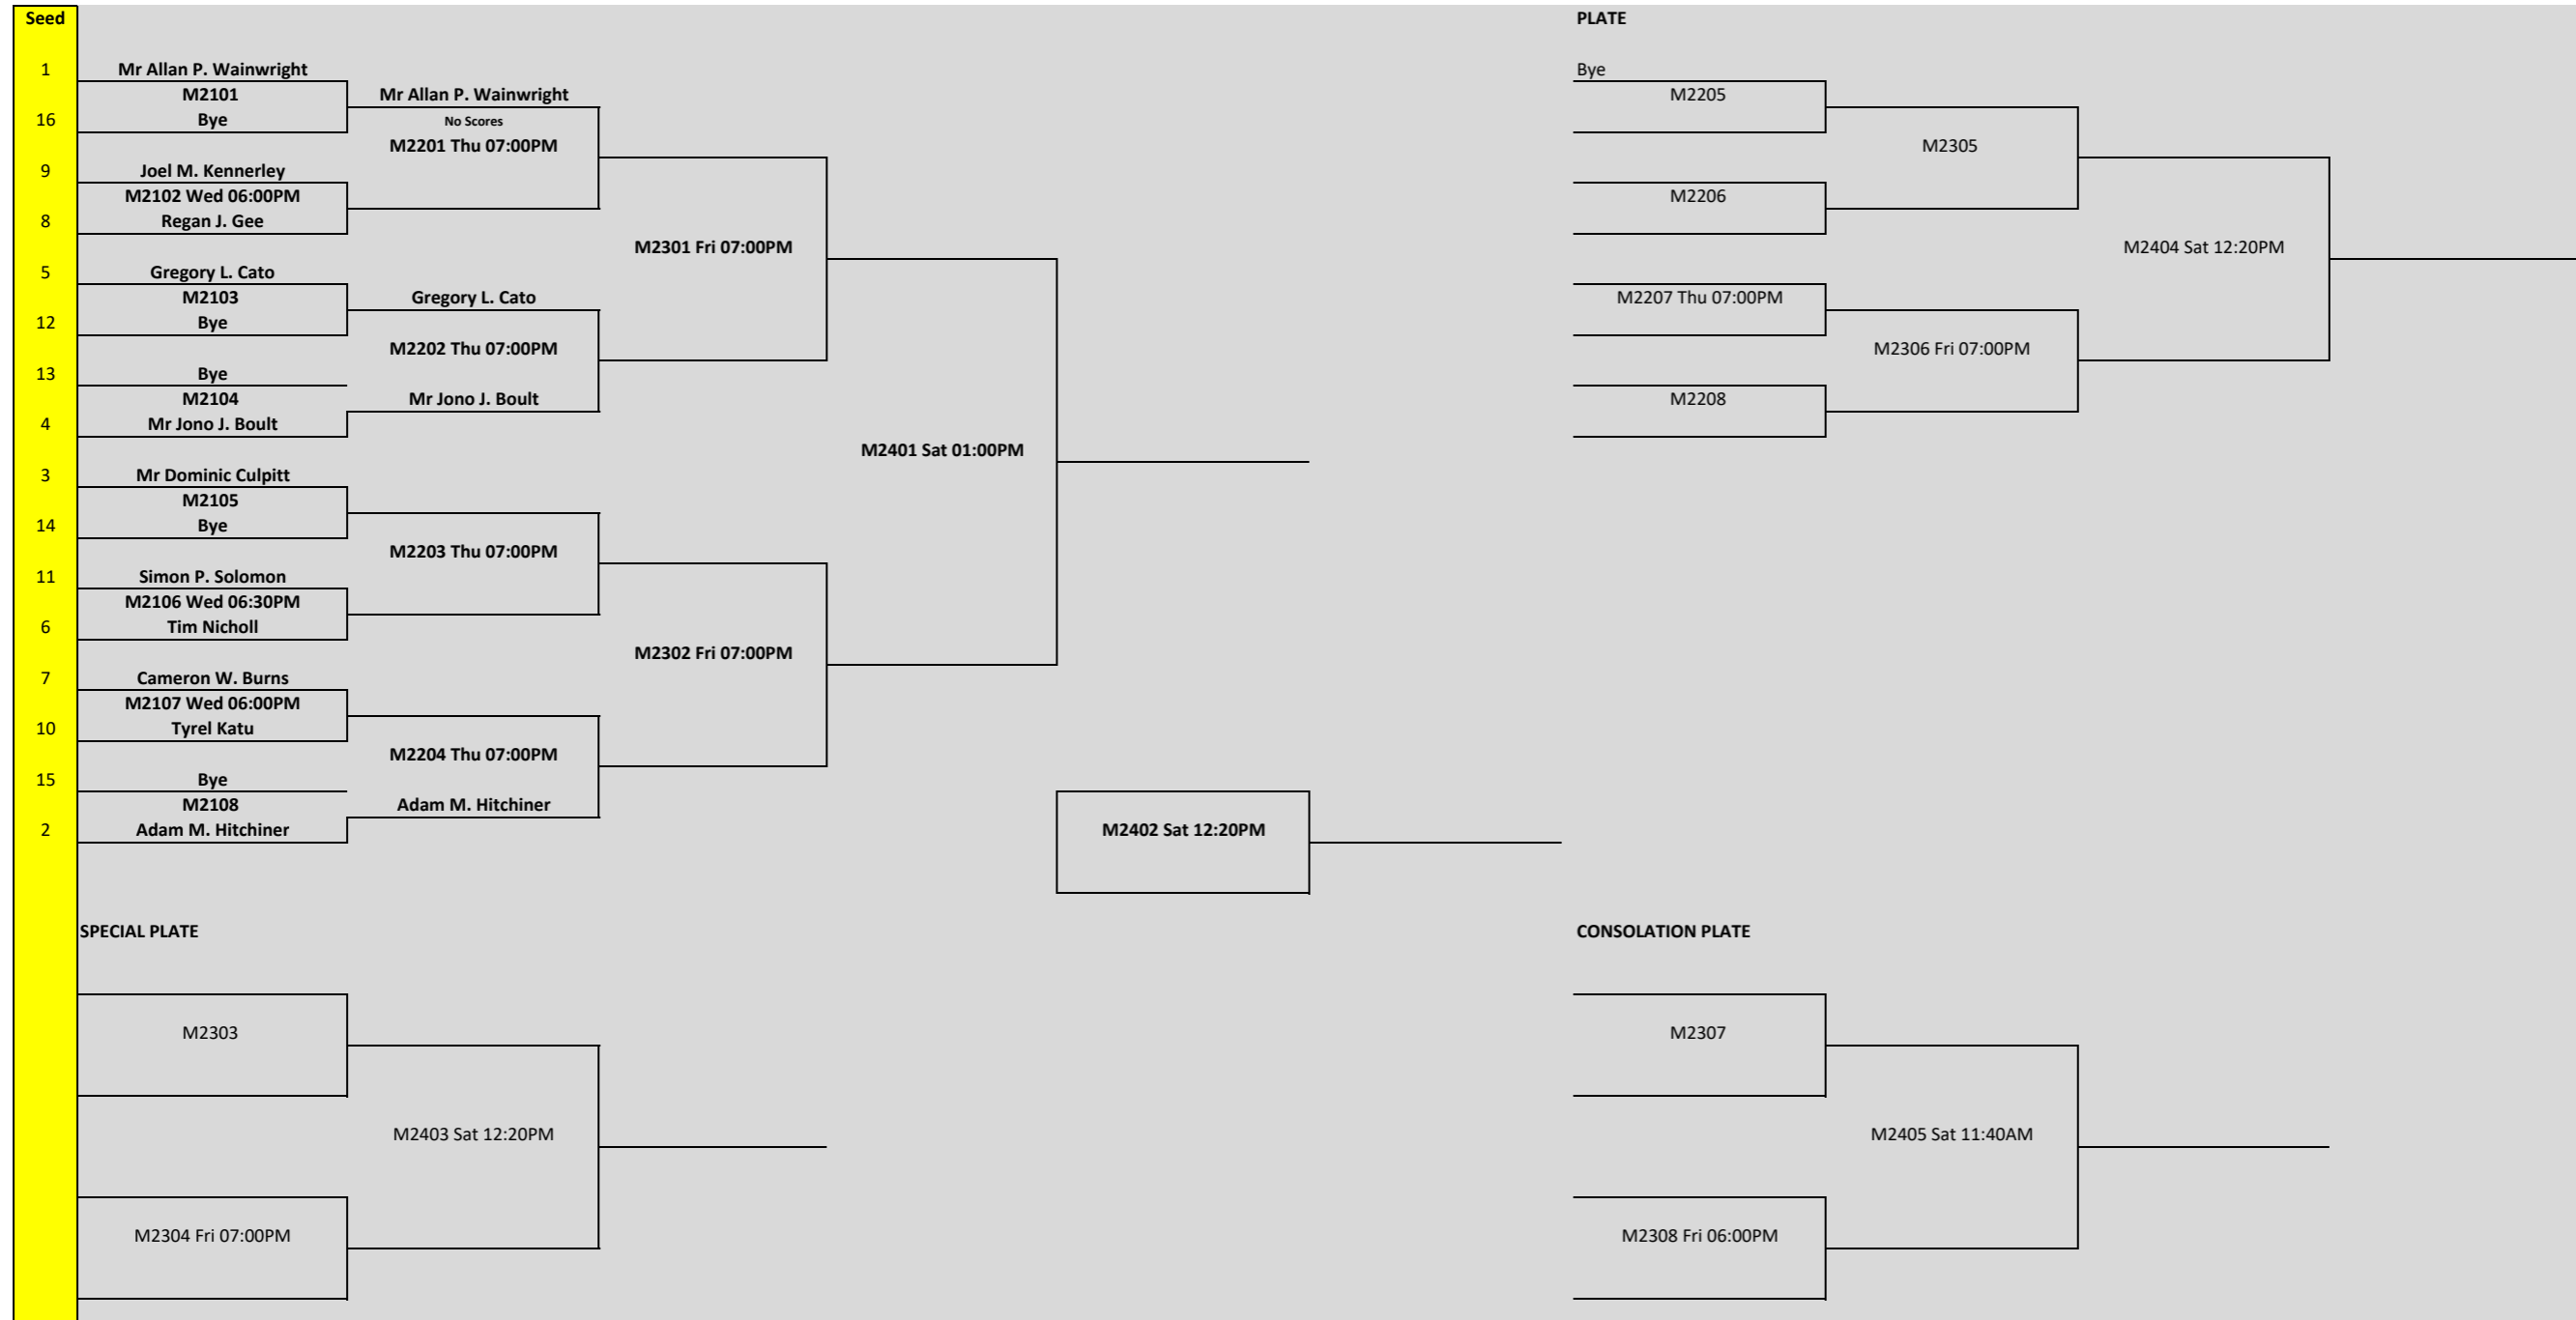 Seed
PLATE
1
Mr Allan P. Wainwright
Bye
M2101
Mr Allan P. Wainwright
M2205
16
Bye
No Scores
M2201 Thu 07:00PM
M2305
9
Joel M. Kennerley
M2102 Wed 06:00PM
M2206
8
Regan J. Gee
M2301 Fri 07:00PM
M2404 Sat 12:20PM
5
Gregory L. Cato
M2103
Gregory L. Cato
M2207 Thu 07:00PM
12
Bye
M2202 Thu 07:00PM
M2306 Fri 07:00PM
13
Bye
M2104
Mr Jono J. Boult
M2208
4
Mr Jono J. Boult
M2401 Sat 01:00PM
3
Mr Dominic Culpitt
M2105
14
Bye
M2203 Thu 07:00PM
11
Simon P. Solomon
M2106 Wed 06:30PM
6
Tim Nicholl
M2302 Fri 07:00PM
7
Cameron W. Burns
M2107 Wed 06:00PM
10
Tyrel Katu
M2204 Thu 07:00PM
15
Bye
M2108
Adam M. Hitchiner
2
Adam M. Hitchiner
M2402 Sat 12:20PM
SPECIAL PLATE
CONSOLATION PLATE
M2303
M2307
M2403 Sat 12:20PM
M2405 Sat 11:40AM
M2304 Fri 07:00PM
M2308 Fri 06:00PM